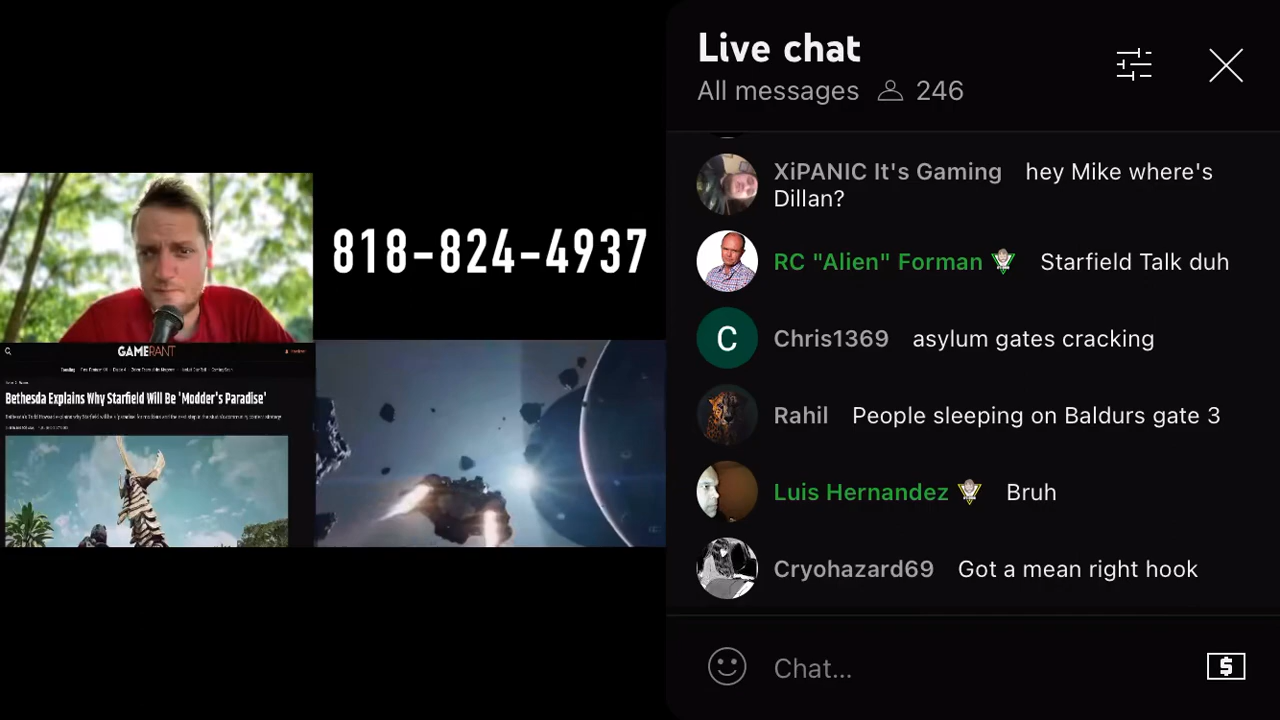 818-824-4937
GAMERANT
Bethesda Explains Why Starfield Will Be 'Modder's Paradise'
Live chat
All messages 246
XiPANIC It's Gaming hey Mike where's
Dillan?
RC "Alien" Forman Starfield Talk duh
C Chris1369 asylum gates cracking
Rahil People sleeping on Baldurs gate 3
Luis Hernandez Bruh
Cryohazard69 Got a mean right hook
Chat...
$